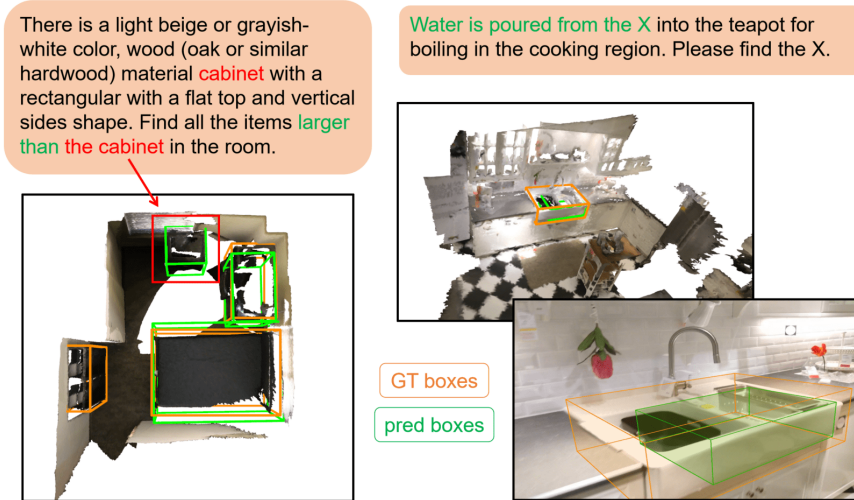 There is a light beige or grayish-
white color, wood (oak or similar
hardwood) material cabinet with a
rectangular with a flat top and vertical
sides shape. Find all the items larger
than the cabinet in the room.
Water is poured from the X into the teapot for
boiling in the cooking region. Please find the X.
GT boxes
pred boxes